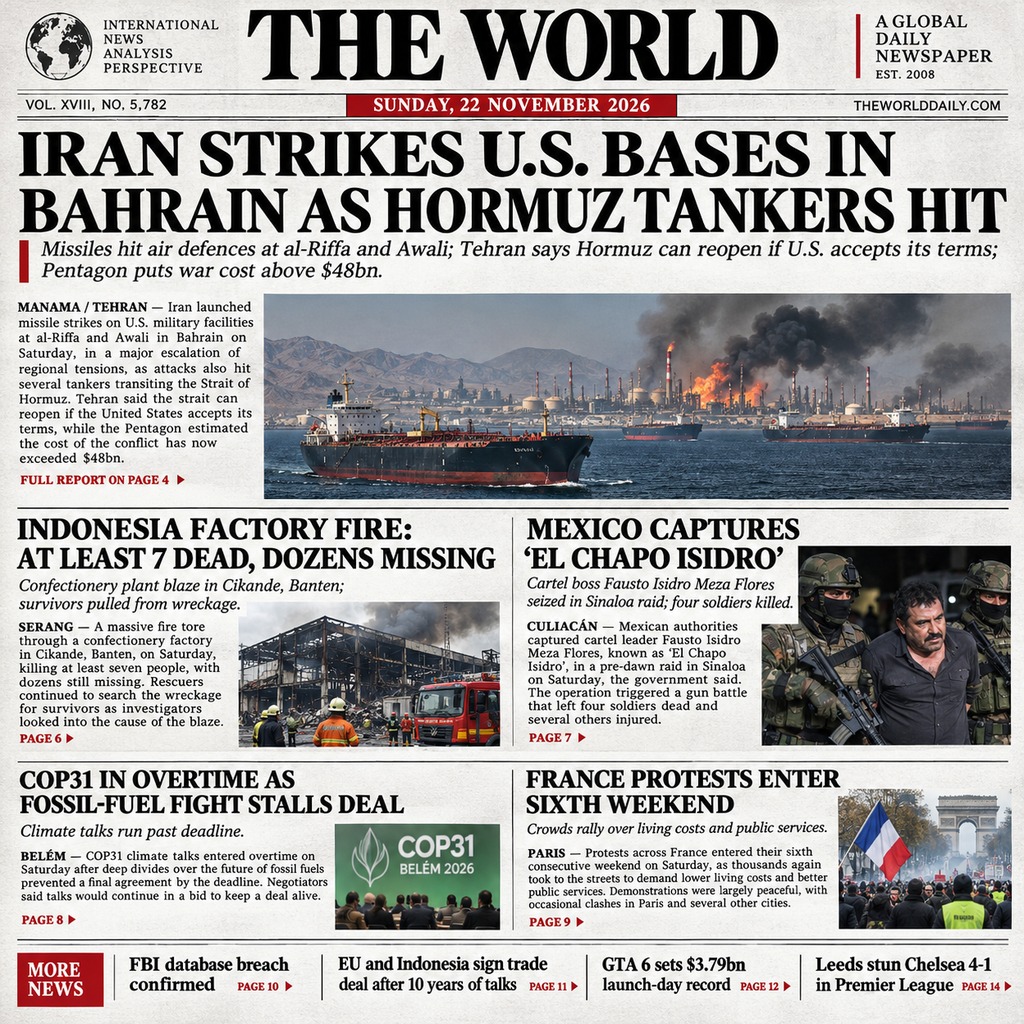 INTERNATIONAL
NEWS
ANALYSIS
PERSPECTIVE
THE WORLD
A GLOBAL
DAILY
NEWSPAPER
EST. 2008
VOL. XVIII, NO. 5,782
SUNDAY, 22 NOVEMBER 2026
THEWORLDDAILY.COM
IRAN STRIKES U.S. BASES IN
BAHRAIN AS HORMUZ TANKERS HIT
Missiles hit air defences at al-Riffa and Awali; Tehran says Hormuz can reopen if U.S. accepts its terms;
Pentagon puts war cost above $48bn.
MANAMA / TEHRAN — Iran launched
missile strikes on U.S. military facilities
at al-Riffa and Awali in Bahrain on
Saturday, in a major escalation of
regional tensions, as attacks also hit
several tankers transiting the Strait of
Hormuz. Tehran said the strait can
reopen if the United States accepts its
terms, while the Pentagon estimated
the cost of the conflict has now
exceeded $48bn.
FULL REPORT ON PAGE 4
INDONESIA FACTORY FIRE:
AT LEAST 7 DEAD, DOZENS MISSING
Confectionery plant blaze in Cikande, Banten;
survivors pulled from wreckage.
SERANG — A massive fire tore
through a confectionery factory
in Cikande, Banten, on Saturday,
killing at least seven people, with
dozens still missing. Rescuers
continued to search the wreckage
for survivors as investigators
looked into the cause of the blaze.
PAGE 6
MEXICO CAPTURES
‘EL CHAPO ISIDRO’
Cartel boss Fausto Isidro Meza Flores
seized in Sinaloa raid; four soldiers killed.
CULIACÁN — Mexican authorities
captured cartel leader Fausto Isidro
Meza Flores, known as ‘El Chapo
Isidro’, in a pre-dawn raid in Sinaloa
on Saturday, the government said.
The operation triggered a gun battle
that left four soldiers dead and
several others injured.
PAGE 7
COP31 IN OVERTIME AS
FOSSIL-FUEL FIGHT STALLS DEAL
Climate talks run past deadline.
BELÉM — COP31 climate talks entered overtime on
Saturday after deep divides over the future of fossil fuels
prevented a final agreement by the deadline. Negotiators
said talks would continue in a bid to keep a deal alive.
PAGE 8
COP31
BELÉM 2026
FRANCE PROTESTS ENTER
SIXTH WEEKEND
Crowds rally over living costs and public services.
PARIS — Protests across France entered their sixth
consecutive weekend on Saturday, as thousands again
took to the streets to demand lower living costs and better
public services. Demonstrations were largely peaceful, with
occasional clashes in Paris and several other cities.
PAGE 9
MORE
NEWS
FBI database breach
confirmed PAGE 10
EU and Indonesia sign trade
deal after 10 years of talks PAGE 11
GTA 6 sets $3.79bn
launch-day record PAGE 12
Leeds stun Chelsea 4-1
in Premier League PAGE 14